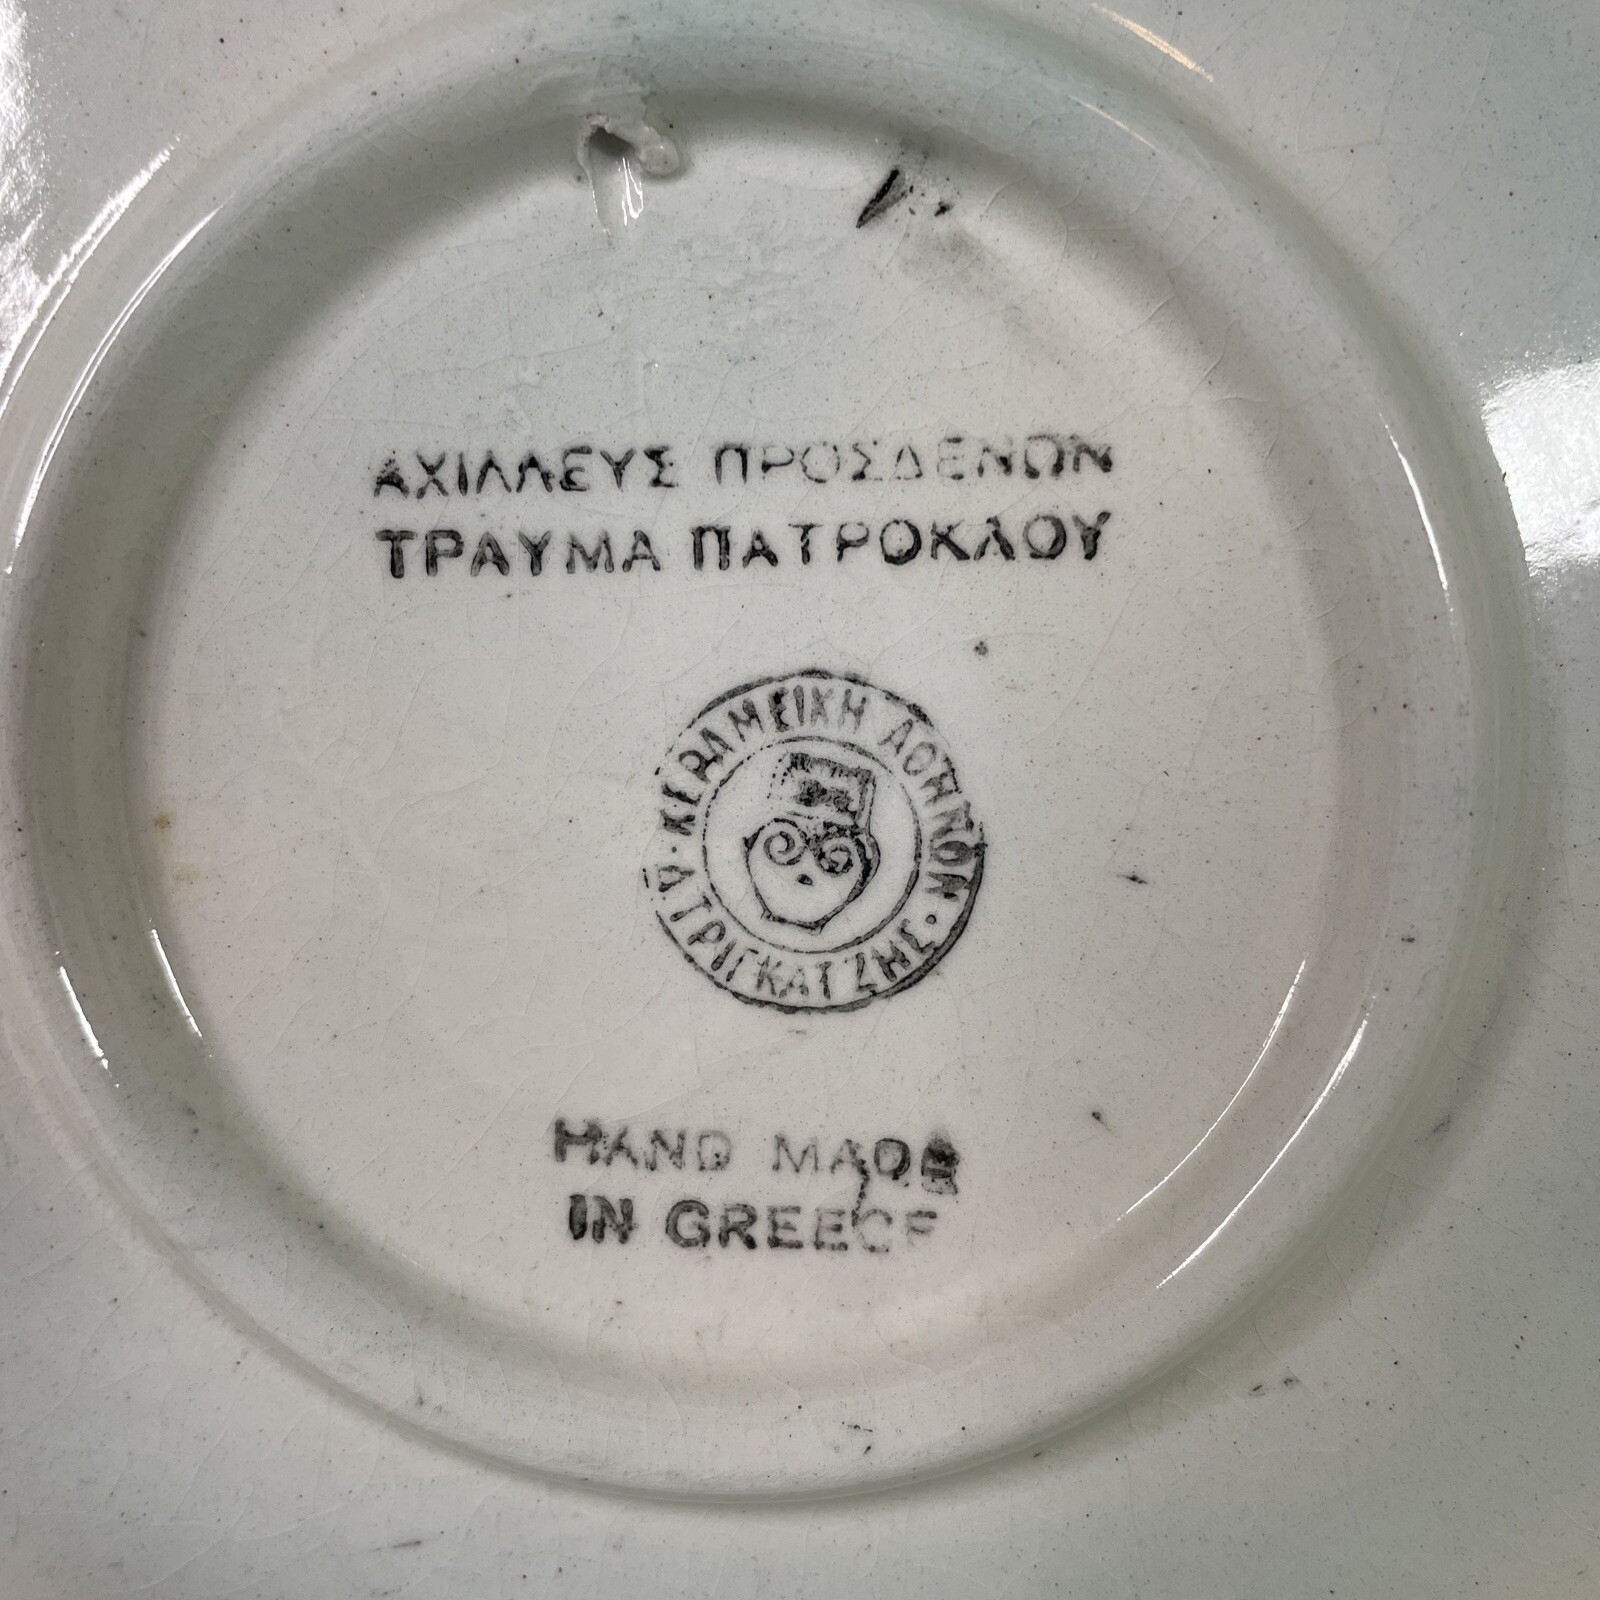 ΑΧΙΛΛΕΥΣ ΠΡΟΣΔΕΝΩΝ
ΤΡΑΥΜΑ ΠΑΤΡΟΚΛΟΥ
ΚΕΡΑΜΕΙΚΗ ΑΘΗΝΩΝ
ΤΡΙΓΚΑΤΖΗΣ
HAND MADE
IN GREECE